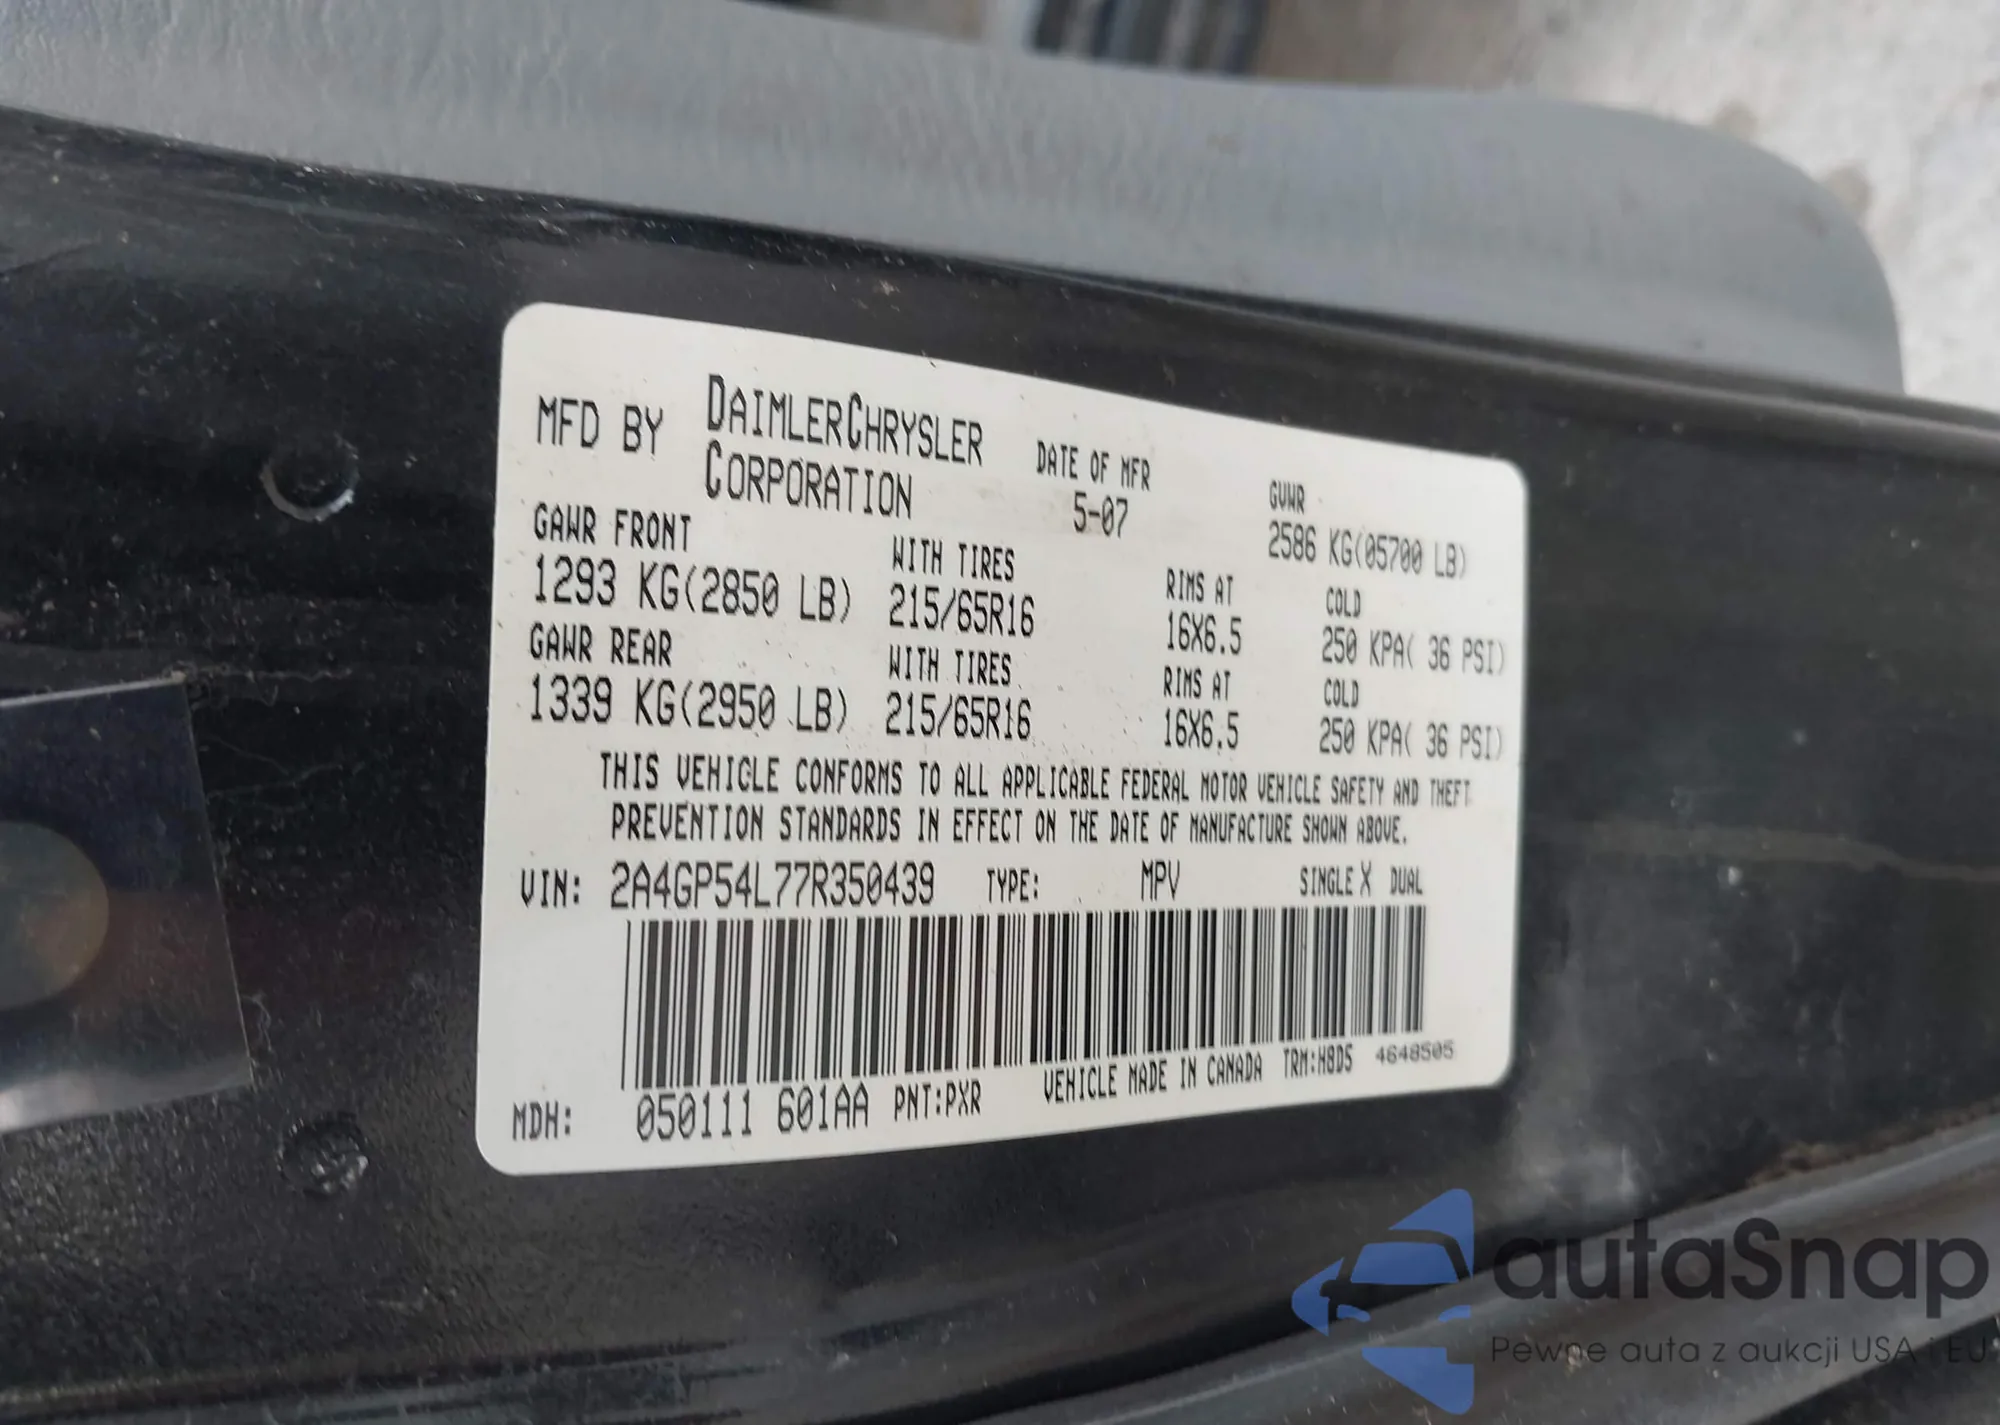 MFD BY DAIMLERCHRYSLER CORPORATION
DATE OF MFR
5-07
GVWR
2586 KG(05700 LB)
GAWR FRONT WITH TIRES RIMS AT COLD
1293 KG(2850 LB) 215/65R16 16X6.5 250 KPA( 36 PSI)
GAWR REAR WITH TIRES RIMS AT COLD
1339 KG(2950 LB) 215/65R16 16X6.5 250 KPA( 36 PSI)
THIS VEHICLE CONFORMS TO ALL APPLICABLE FEDERAL MOTOR VEHICLE SAFETY AND THEFT
PREVENTION STANDARDS IN EFFECT ON THE DATE OF MANUFACTURE SHOWN ABOVE.
VIN: 2A4GP54L77R350439 TYPE: MPV SINGLE X DUAL
MDH: 050111 601AA PNT:PXR VEHICLE MADE IN CANADA TRM:H8D5 4648505
autaSnap
Pewne auta z aukcji USA i EU